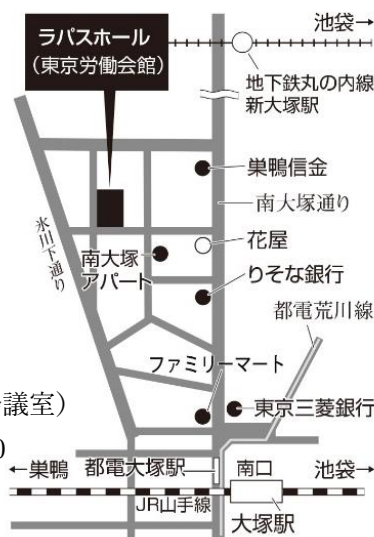 池袋→
ラパスホール
(東京労働会館)
地下鉄丸の内線
新大塚駅
巣鴨信金
南大塚通り
氷川下通り
花屋
南大塚
アパート
りそな銀行
都電荒川線
ファミリーマート
議室)
東京三菱銀行
0
←巣鴨
都電大塚駅
南口
池袋→
JR山手線
大塚駅